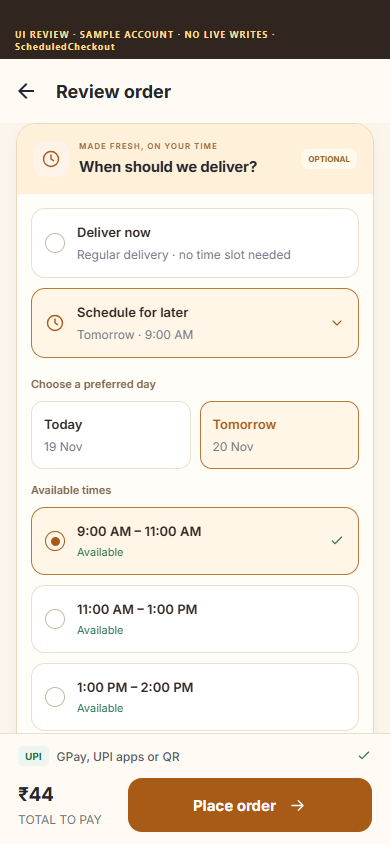 UI REVIEW · SAMPLE ACCOUNT · NO LIVE WRITES ·
ScheduledCheckout
Review order
MADE FRESH, ON YOUR TIME
When should we deliver?
OPTIONAL
Deliver now
Regular delivery · no time slot needed
Schedule for later
Tomorrow · 9:00 AM
Choose a preferred day
Today
19 Nov
Tomorrow
20 Nov
Available times
9:00 AM – 11:00 AM
Available
11:00 AM – 1:00 PM
Available
1:00 PM – 2:00 PM
Available
UPI GPay, UPI apps or QR
₹44
TOTAL TO PAY
Place order